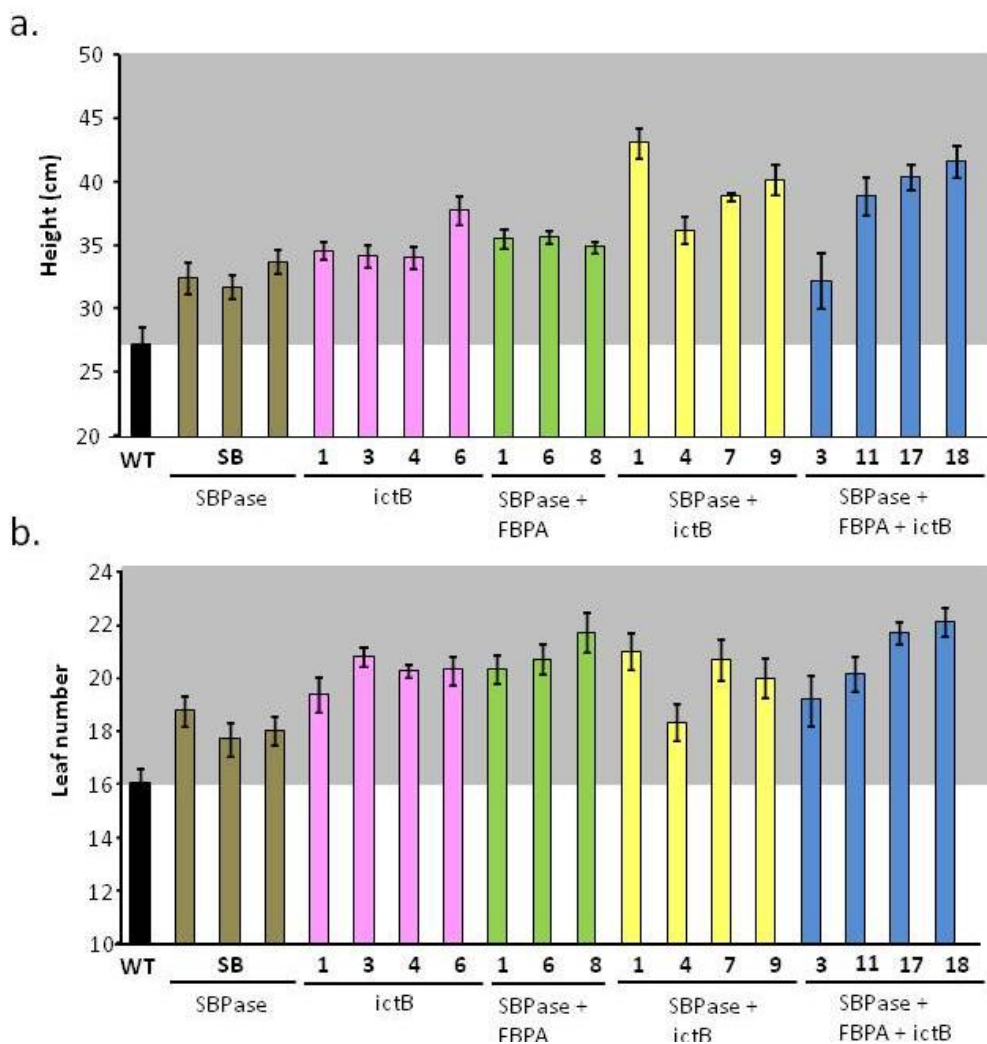 a.
50
45
40
35
30
25
20
Height (cm)
WT SB 1 3 4 6 1 6 8 1 4 7 9 3 11 17 18
SBPase ictB SBPase + FBPA SBPase + ictB SBPase + FBPA + ictB
b.
24
22
20
18
16
14
12
10
Leaf number
WT SB 1 3 4 6 1 6 8 1 4 7 9 3 11 17 18
SBPase ictB SBPase + FBPA SBPase + ictB SBPase + FBPA + ictB